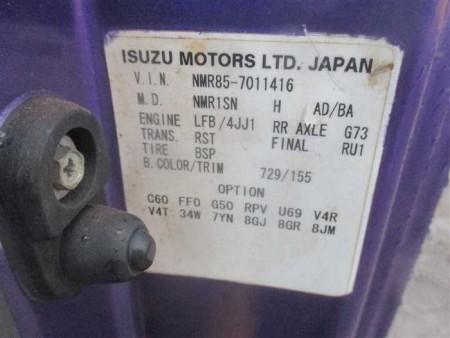 ISUZU MOTORS LTD. JAPAN
V.I.N. NMR85-7011416
M.D. NMR1SN H AD/BA
ENGINE LFB/4JJ1 RR AXLE G73
TRANS. RST FINAL RU1
TIRE BSP
B.COLOR/TRIM 729/155
OPTION
C60 FF0 G50 RPV U69 V4R
V4T 34W 7YN 8GJ 8GR 8JM